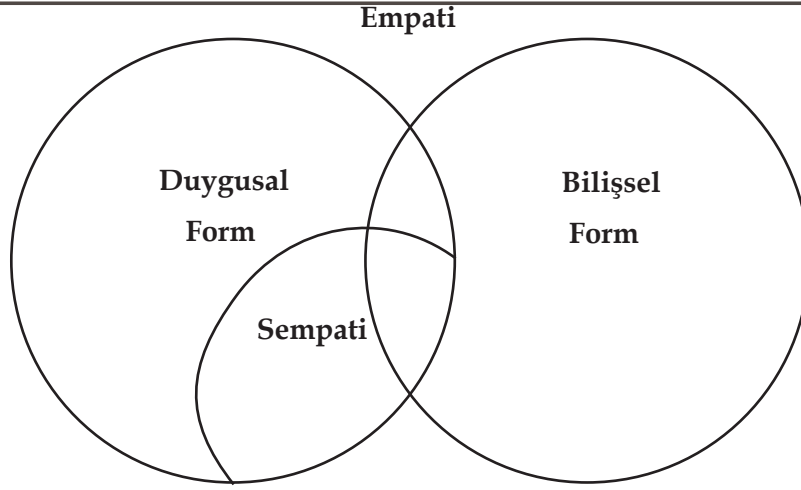 Empati
Duygusal
Form
Bilişsel
Form
Sempati